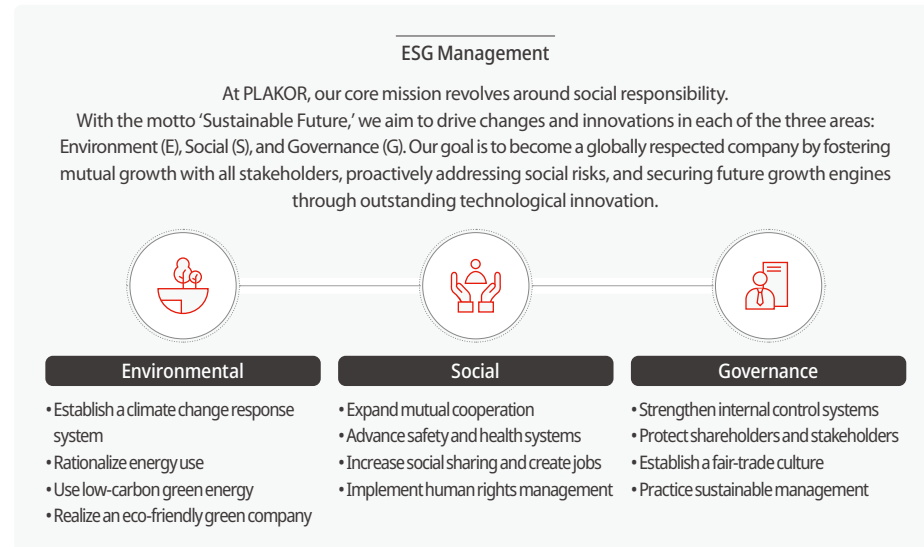 ESG Management
At PLAKOR, our core mission revolves around social responsibility.
With the motto ‘Sustainable Future,’ we aim to drive changes and innovations in each of the three areas:
Environment (E), Social (S), and Governance (G). Our goal is to become a globally respected company by fostering
mutual growth with all stakeholders, proactively addressing social risks, and securing future growth engines
through outstanding technological innovation.
Environmental
• Establish a climate change response
system
• Rationalize energy use
• Use low-carbon green energy
• Realize an eco-friendly green company
Social
• Expand mutual cooperation
• Advance safety and health systems
• Increase social sharing and create jobs
• Implement human rights management
Governance
• Strengthen internal control systems
• Protect shareholders and stakeholders
• Establish a fair-trade culture
• Practice sustainable management